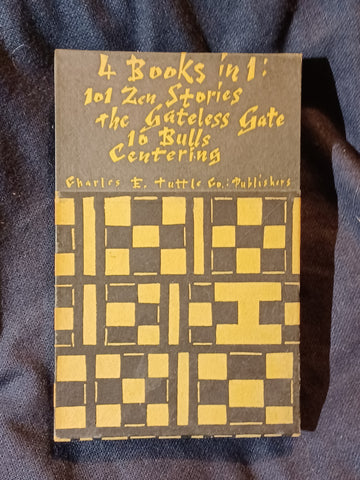 4 Books in 1:
101 Zen Stories
the Gateless Gate
10 Bulls
Centering
Charles E. Tuttle Co.: Publishers